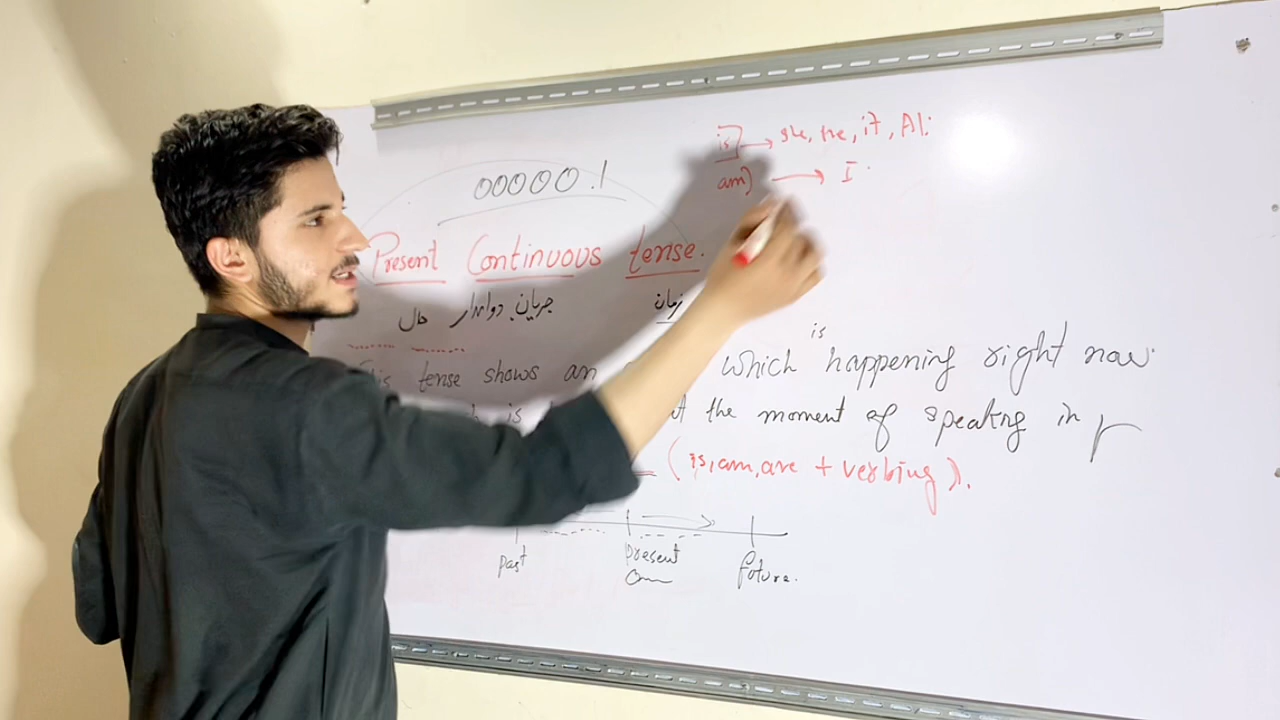 is → she, he, it, Ali
am) → I
00000.1
Present Continuous tense.
زمان جریان دوامدار حال
tense shows an which is happening right now
is the moment of speaking in
(is, am, are + verbing).
past present future.